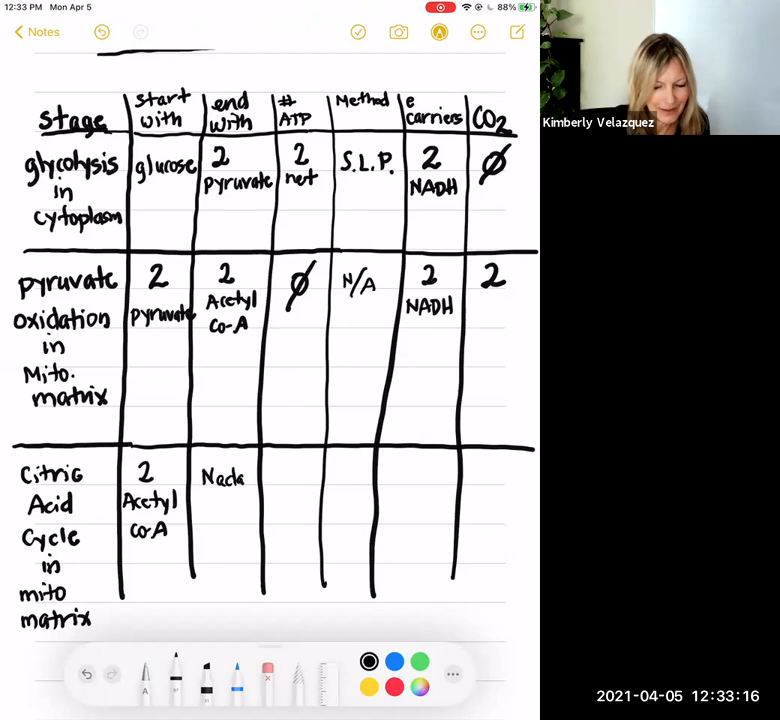 12:33 PM Mon Apr 5
88%
Notes
Kimberly Velazquez
stage
start with
end with
# ATP
Method
e carriers
CO2
glycolysis
in
cytoplasm
glucose
2
pyruvate
2
net
S.L.P.
2
NADH
Ø
pyruvate
oxidation
in
Mito.
matrix
2
pyruvate
2
Acetyl
co-A
Ø
N/A
2
NADH
2
Citric
Acid
Cycle
in
mito
matrix
2
Acetyl
co-A
Nada
2021-04-05 12:33:16